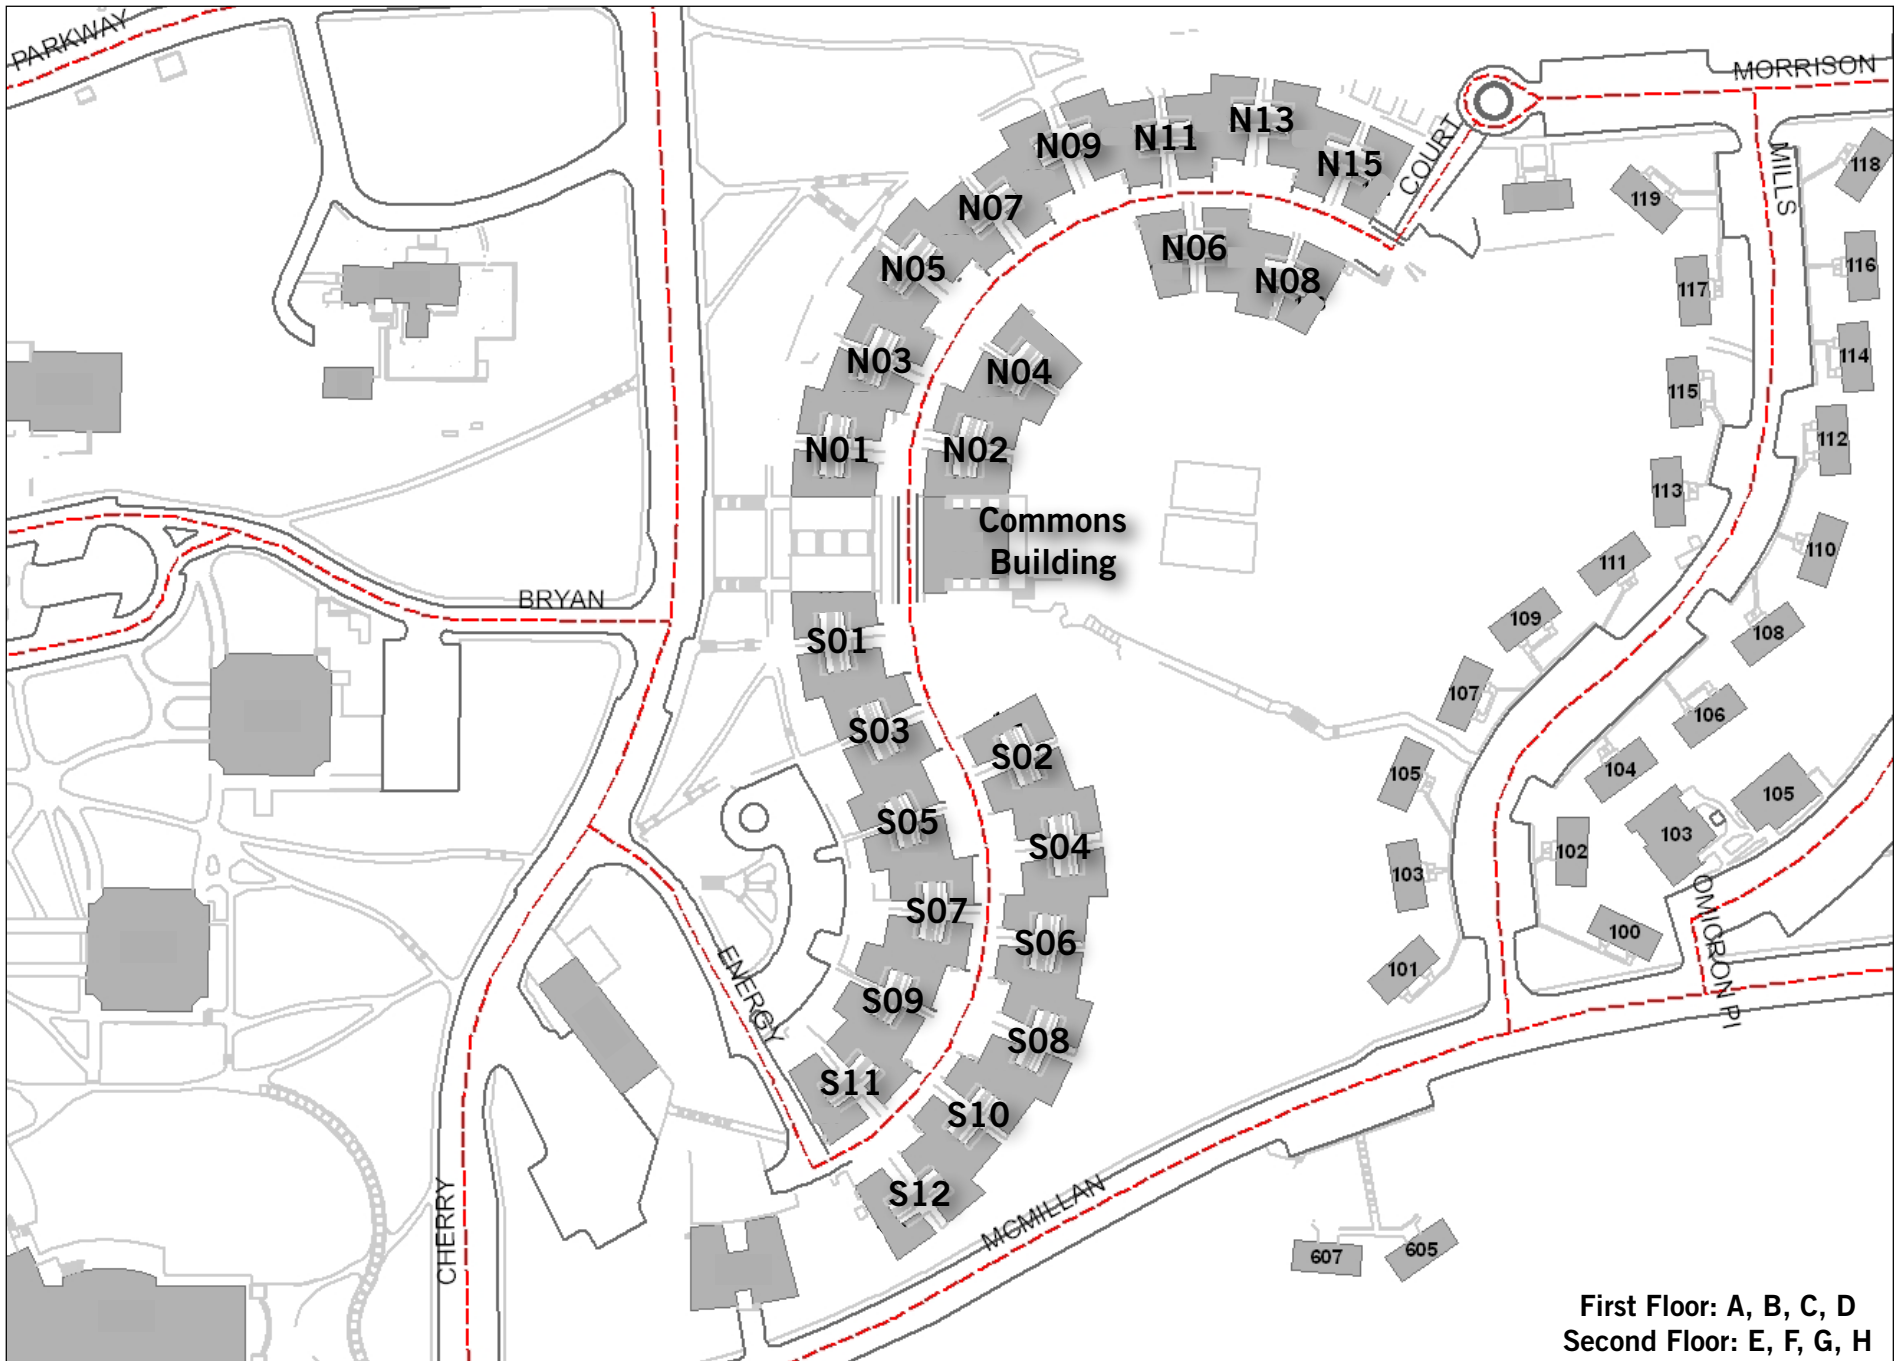 PARKWAY
MORRISON
COURT
MILLS
118
119
116
117
114
115
112
113
110
111
109
108
107
106
105
104
105
103
103
102
100
101
OMICRON PI
N13
N11
N09
N15
N07
N06
N05
N08
N03
N04
N01
N02
Commons
Building
BRYAN
S01
S03
S02
S05
S04
S07
S06
S09
S08
S11
S10
S12
ENERGY
CHERRY
MCMILLAN
607
605
First Floor: A, B, C, D
Second Floor: E, F, G, H